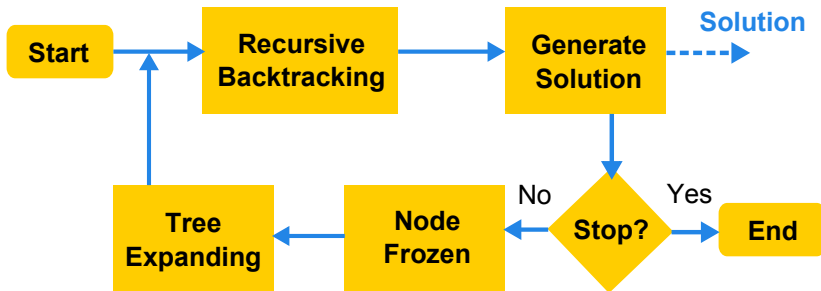 Start
Recursive
Backtracking
Generate
Solution
Solution
Tree
Expanding
Node
Frozen
No
Stop?
Yes
End